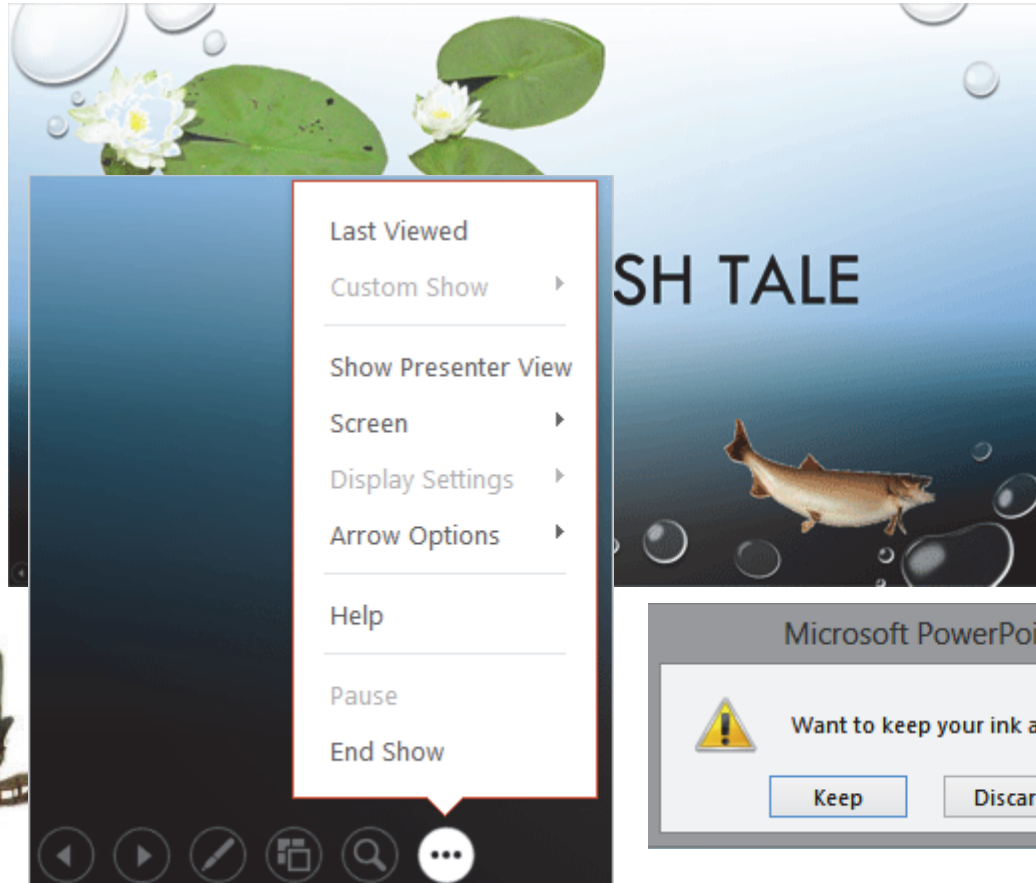 SH TALE
Last Viewed
Custom Show
Show Presenter View
Screen
Display Settings
Arrow Options
Help
Pause
End Show
Microsoft PowerPoi
Want to keep your ink a
Keep
Discar